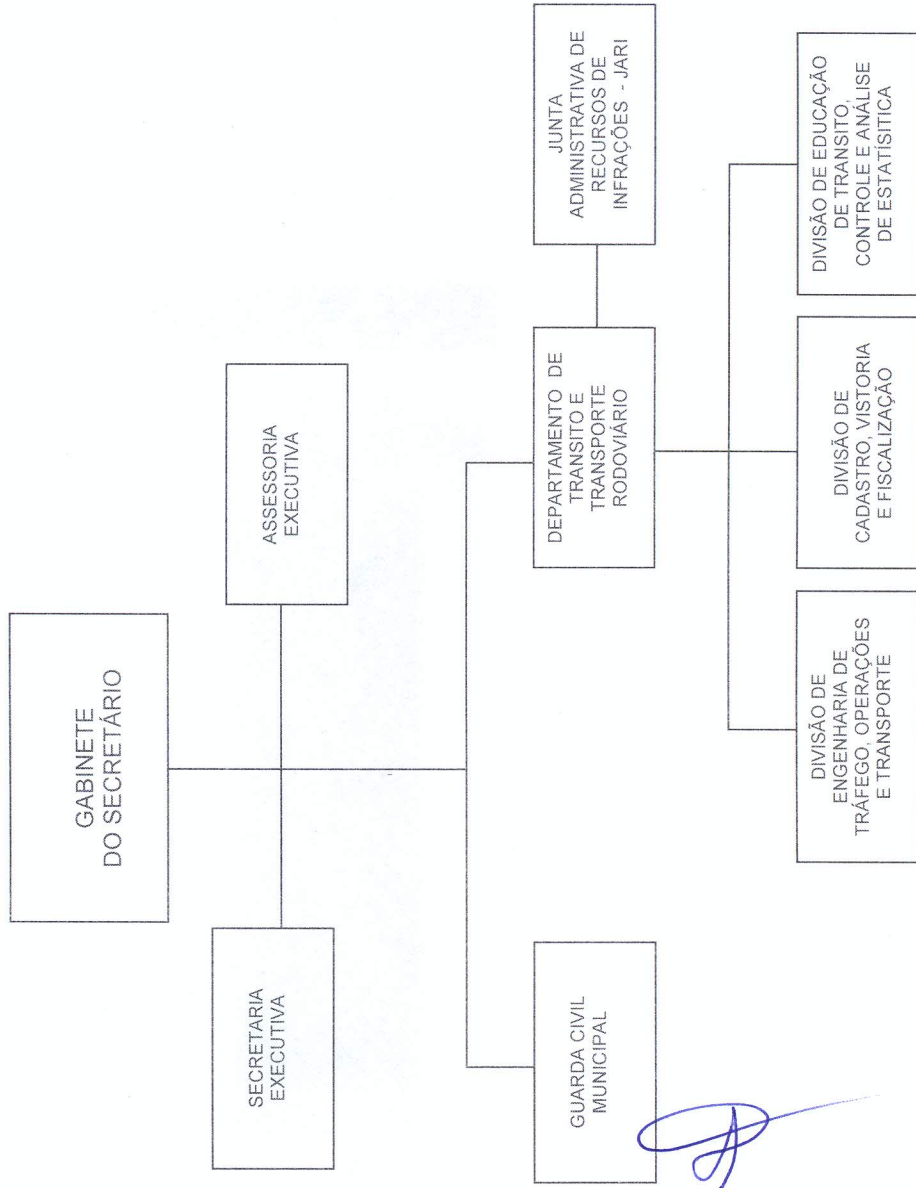 GABINETE
DO SECRETÁRIO
SECRETARIA
EXECUTIVA
ASSESSORIA
EXECUTIVA
GUARDA CIVIL
MUNICIPAL
DEPARTAMENTO DE
TRANSITO E
TRANSPORTE
RODOVIÁRIO
JUNTA
ADMINISTRATIVA DE
RECURSOS DE
INFRAÇÕES - JARI
DIVISÃO DE
ENGENHARIA DE
TRÁFEGO, OPERAÇÕES
E TRANSPORTE
DIVISÃO DE
CADASTRO, VISTORIA
E FISCALIZAÇÃO
DIVISÃO DE EDUCAÇÃO
DE TRANSITO,
CONTROLE E ANÁLISE
DE ESTATÍSITICA